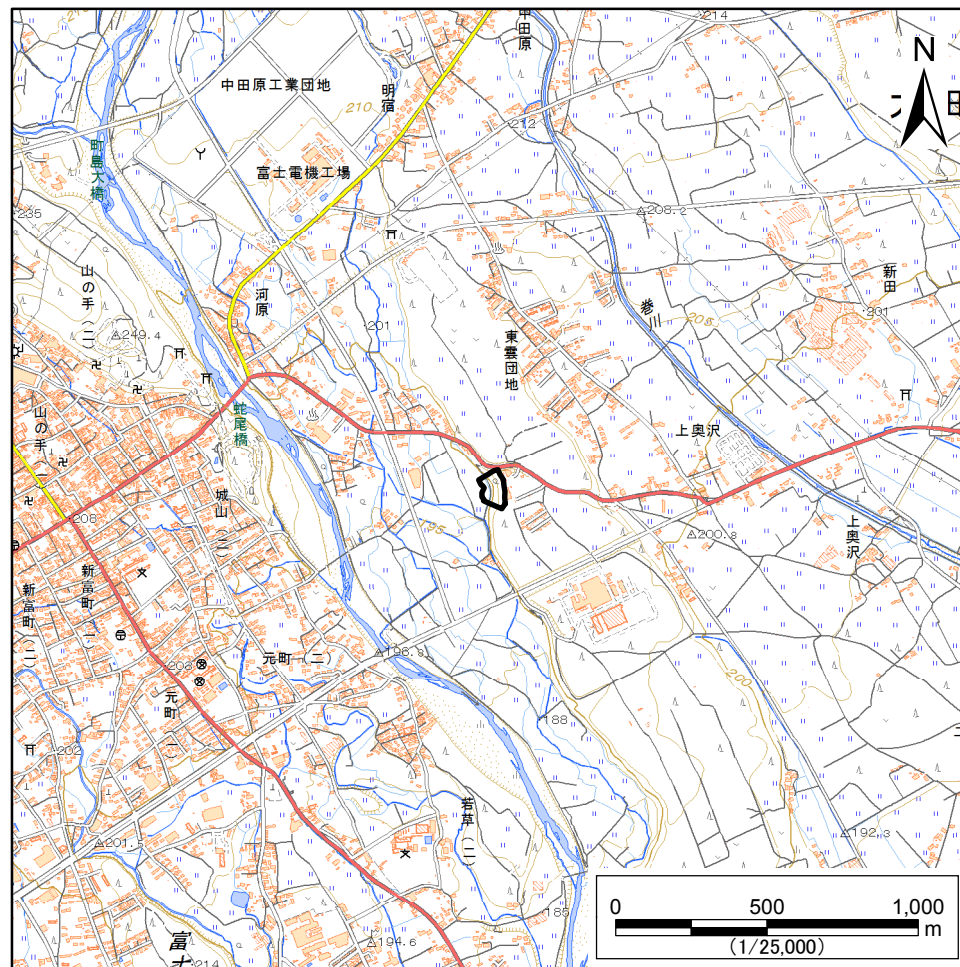 中田原
214
N
中田原工業団地
210
明宿
212
町島大橋
富士電機工場
235
208.2
山の手(二)
河原
巻川
新田
205
201
201
249.4
東雲団地
山の手(一)
蛇尾橋
上奥沢
城山(二)
208
195
200.8
上奥沢
新富町(一)
新富町(二)
203
元町(二)
196.3
元町(一)
200
202
188
若草(二)
201.5
192.3
185
194.6
富士
214
0 500 1,000
m
(1/25,000)